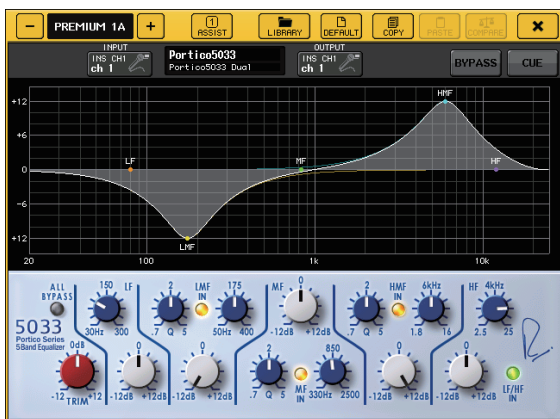 PREMIUM 1A
1
ASSIST
LIBRARY
DEFAULT
COPY
PASTE
COMPARE
INPUT
INS CH1
ch 1
Portico5033
Portico5033 Dual
OUTPUT
INS CH1
ch 1
BYPASS
CUE
+12
+6
0
-6
+12
LF
LMF
MF
HMF
HF
20
100
1k
10k
ALL BYPASS
150 LF
30Hz 300
2
.7 Q 5
LMF IN
175
50Hz 400
MF 0
-12dB +12dB
2
.7 Q 5
HMF IN
6kHz
1.8 16
HF 4kHz
2.5 25
5033
Portico Series
5Band Equalizer
0dB
-12 +12
TRIM
0
-12dB +12dB
0
-12dB +12dB
2
.7 Q 5
MF IN
850
330Hz 2500
0
-12dB +12dB
0
-12dB +12dB
LF/HF IN